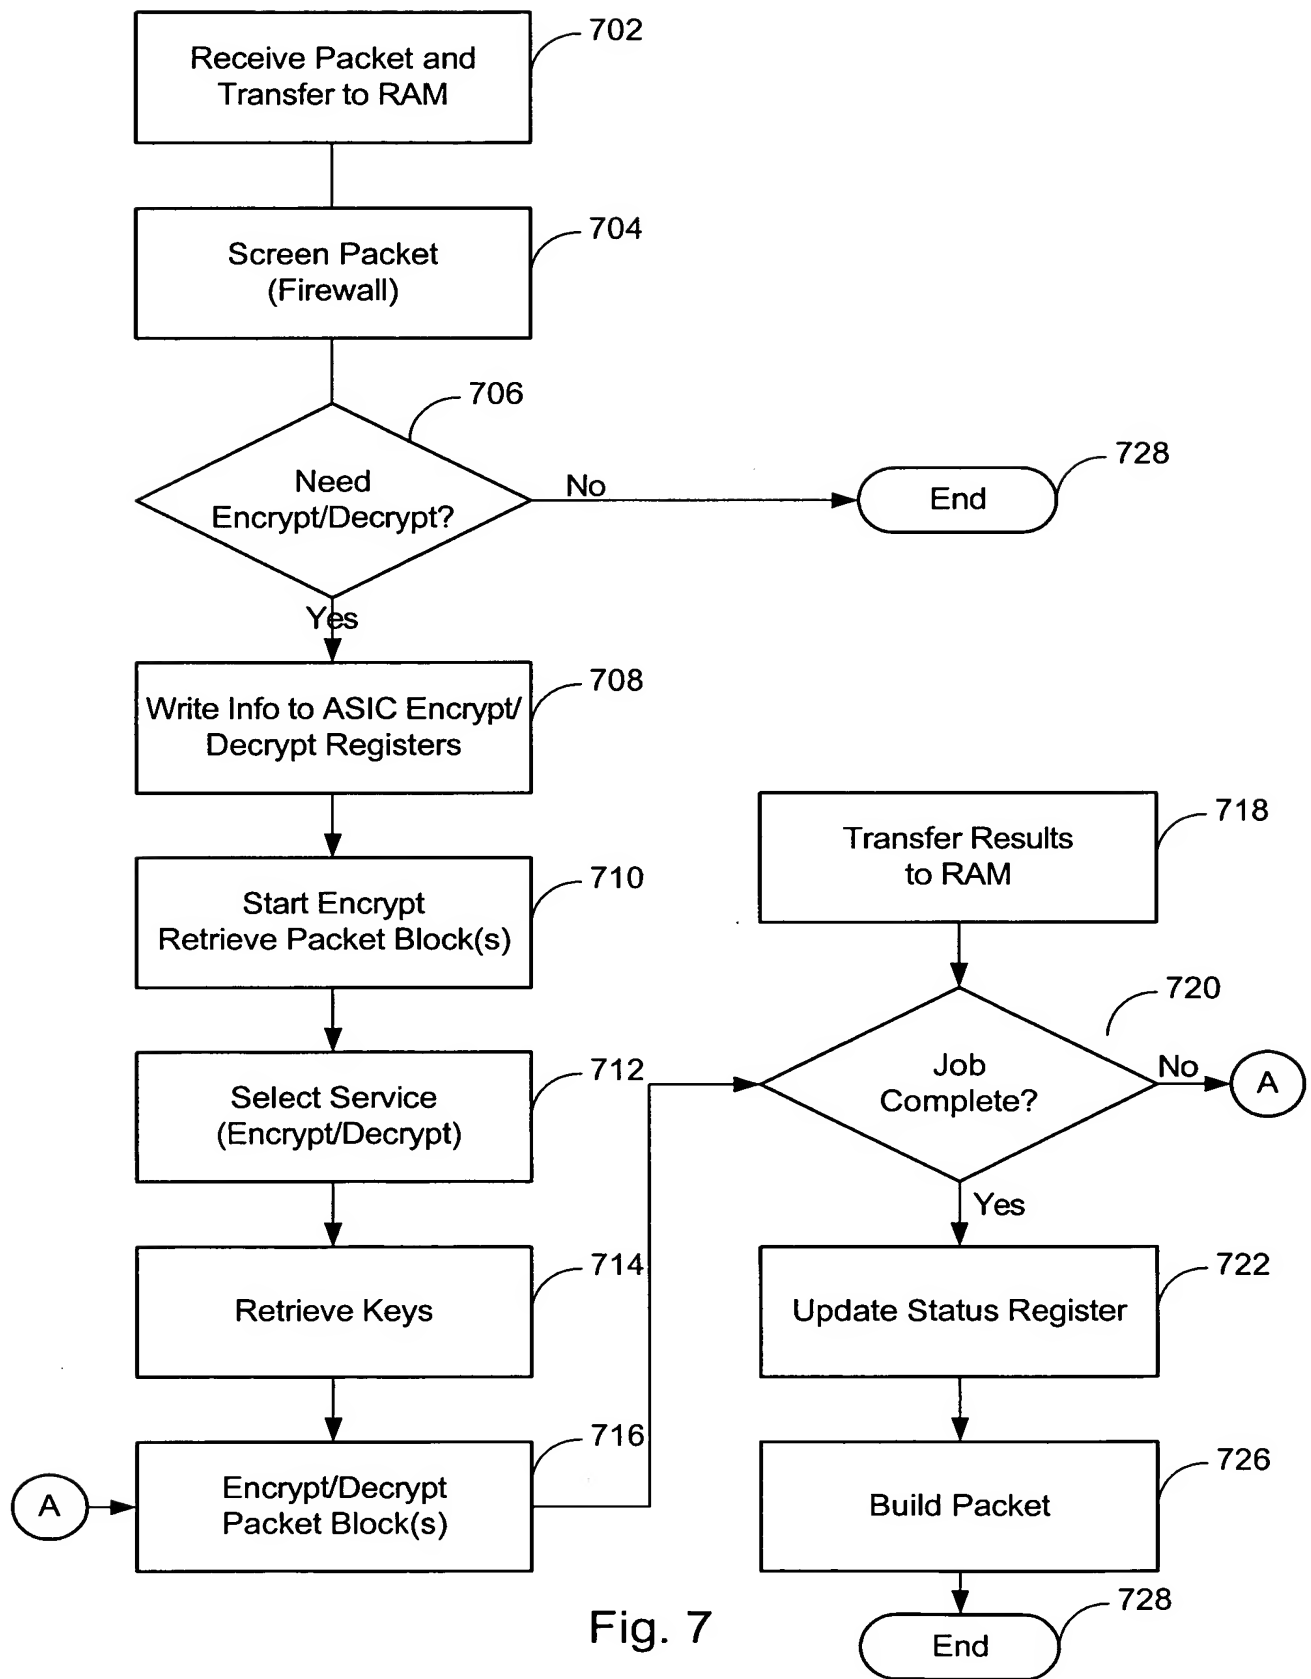 702
Receive Packet and
Transfer to RAM
704
Screen Packet
(Firewall)
706
Need
Encrypt/Decrypt?
No
728
End
Yes
708
Write Info to ASIC Encrypt/
Decrypt Registers
710
Start Encrypt
Retrieve Packet Block(s)
712
Select Service
(Encrypt/Decrypt)
714
Retrieve Keys
716
A
Encrypt/Decrypt
Packet Block(s)
718
Transfer Results
to RAM
720
Job
Complete?
No
A
Yes
722
Update Status Register
726
Build Packet
728
End
Fig. 7